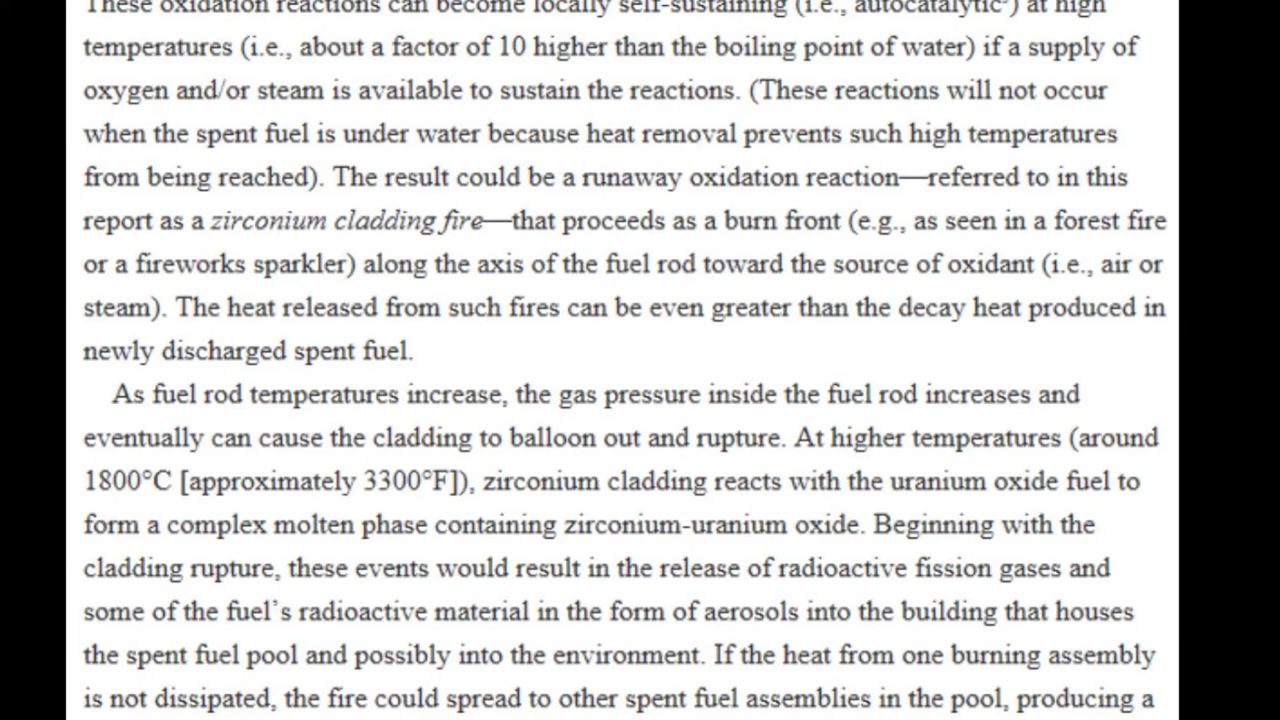 These oxidation reactions can become locally self-sustaining (i.e., autocatalytic) at high
temperatures (i.e., about a factor of 10 higher than the boiling point of water) if a supply of
oxygen and/or steam is available to sustain the reactions. (These reactions will not occur
when the spent fuel is under water because heat removal prevents such high temperatures
from being reached). The result could be a runaway oxidation reaction—referred to in this
report as a zirconium cladding fire—that proceeds as a burn front (e.g., as seen in a forest fire
or a fireworks sparkler) along the axis of the fuel rod toward the source of oxidant (i.e., air or
steam). The heat released from such fires can be even greater than the decay heat produced in
newly discharged spent fuel.
As fuel rod temperatures increase, the gas pressure inside the fuel rod increases and
eventually can cause the cladding to balloon out and rupture. At higher temperatures (around
1800°C [approximately 3300°F]), zirconium cladding reacts with the uranium oxide fuel to
form a complex molten phase containing zirconium-uranium oxide. Beginning with the
cladding rupture, these events would result in the release of radioactive fission gases and
some of the fuel's radioactive material in the form of aerosols into the building that houses
the spent fuel pool and possibly into the environment. If the heat from one burning assembly
is not dissipated, the fire could spread to other spent fuel assemblies in the pool, producing a